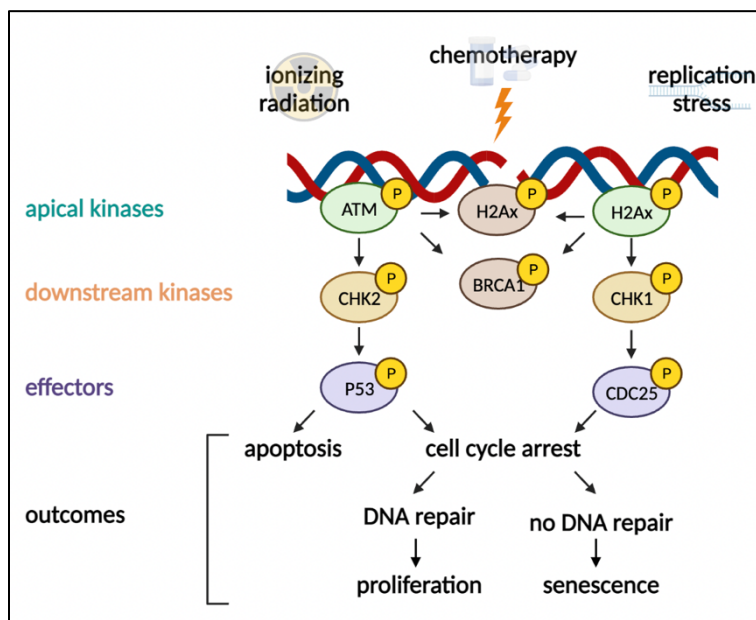 ionizing
radiation
chemotherapy
replication
stress
apical kinases
P
ATM
P
H2Ax
P
H2Ax
downstream kinases
P
CHK2
P
BRCA1
P
CHK1
effectors
P
P53
P
CDC25
apoptosis
cell cycle arrest
outcomes
DNA repair
no DNA repair
proliferation
senescence